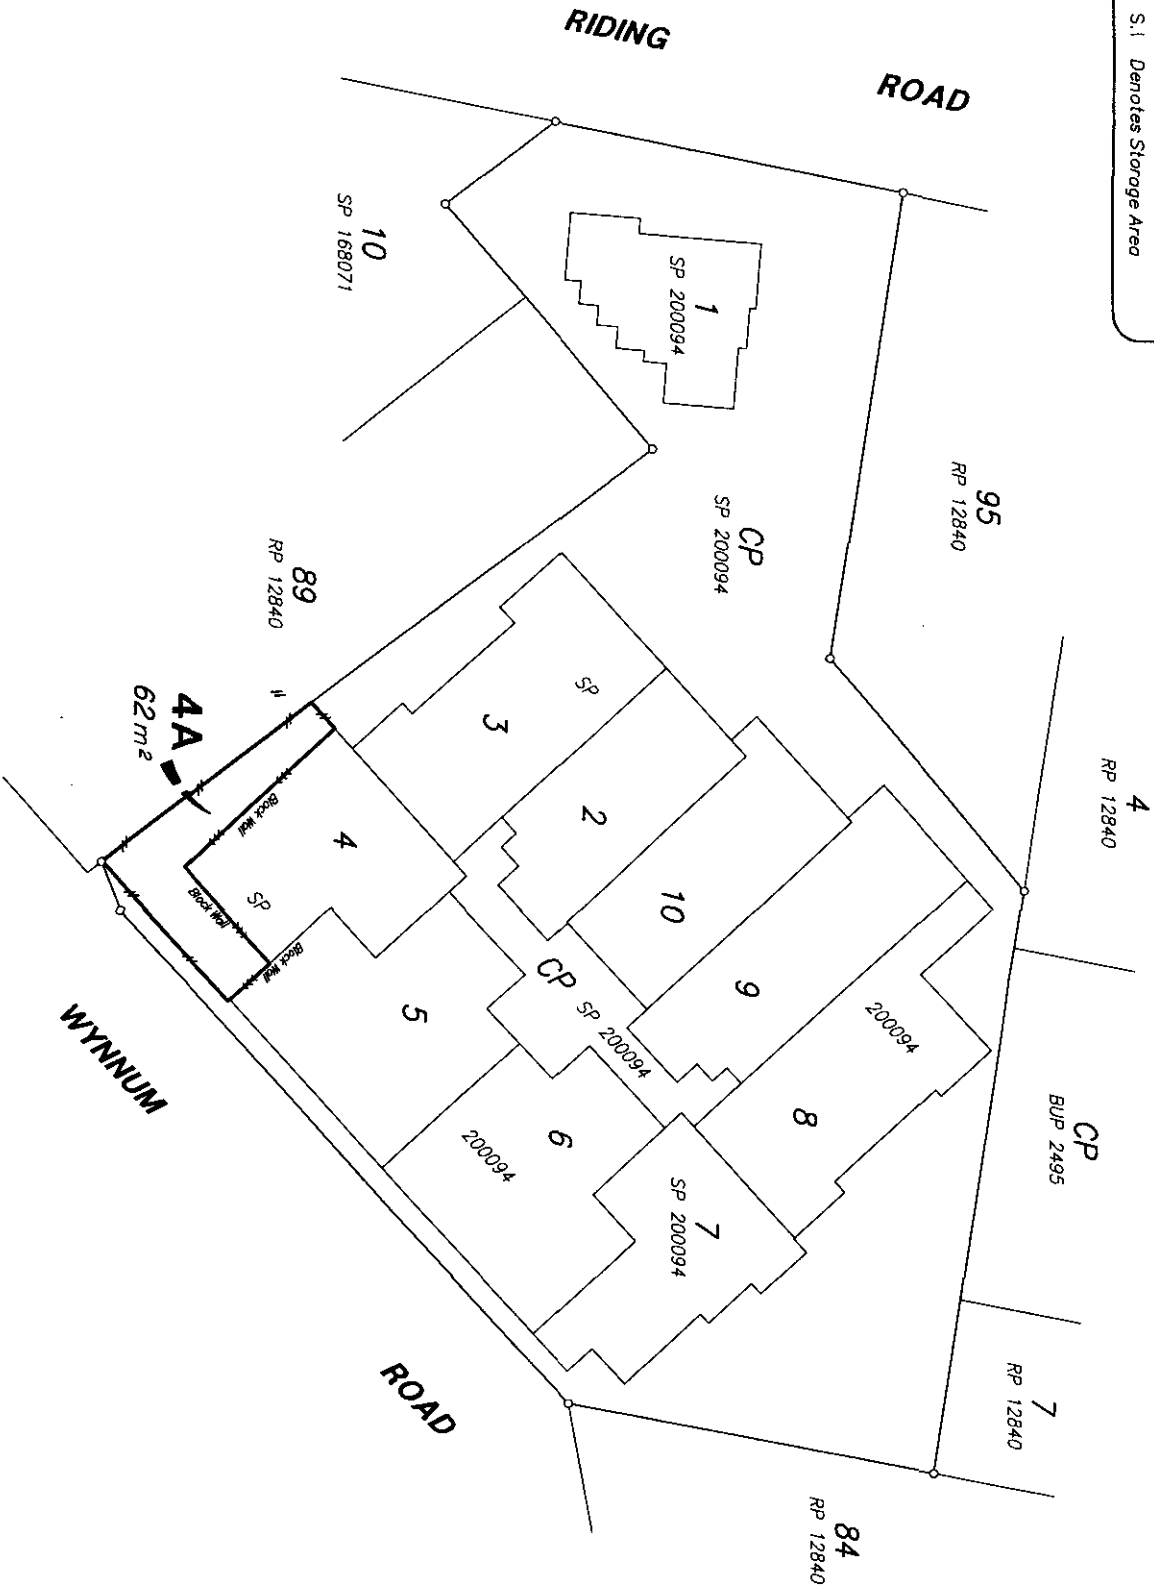 S.1 Denotes Storage Area
RIDING
ROAD
10
SP 168071
1
SP 200094
95
RP 12840
CP
SP 200094
89
RP 12840
4
RP 12840
4A
62 m²
SP
3
2
4
SP
Block Wall
Block Wall
Block Wall
10
9
CP
SP 200094
5
200094
8
CP
BUP 2495
6
200094
7
SP 200094
7
RP 12840
WYNNUM
ROAD
84
RP 12840